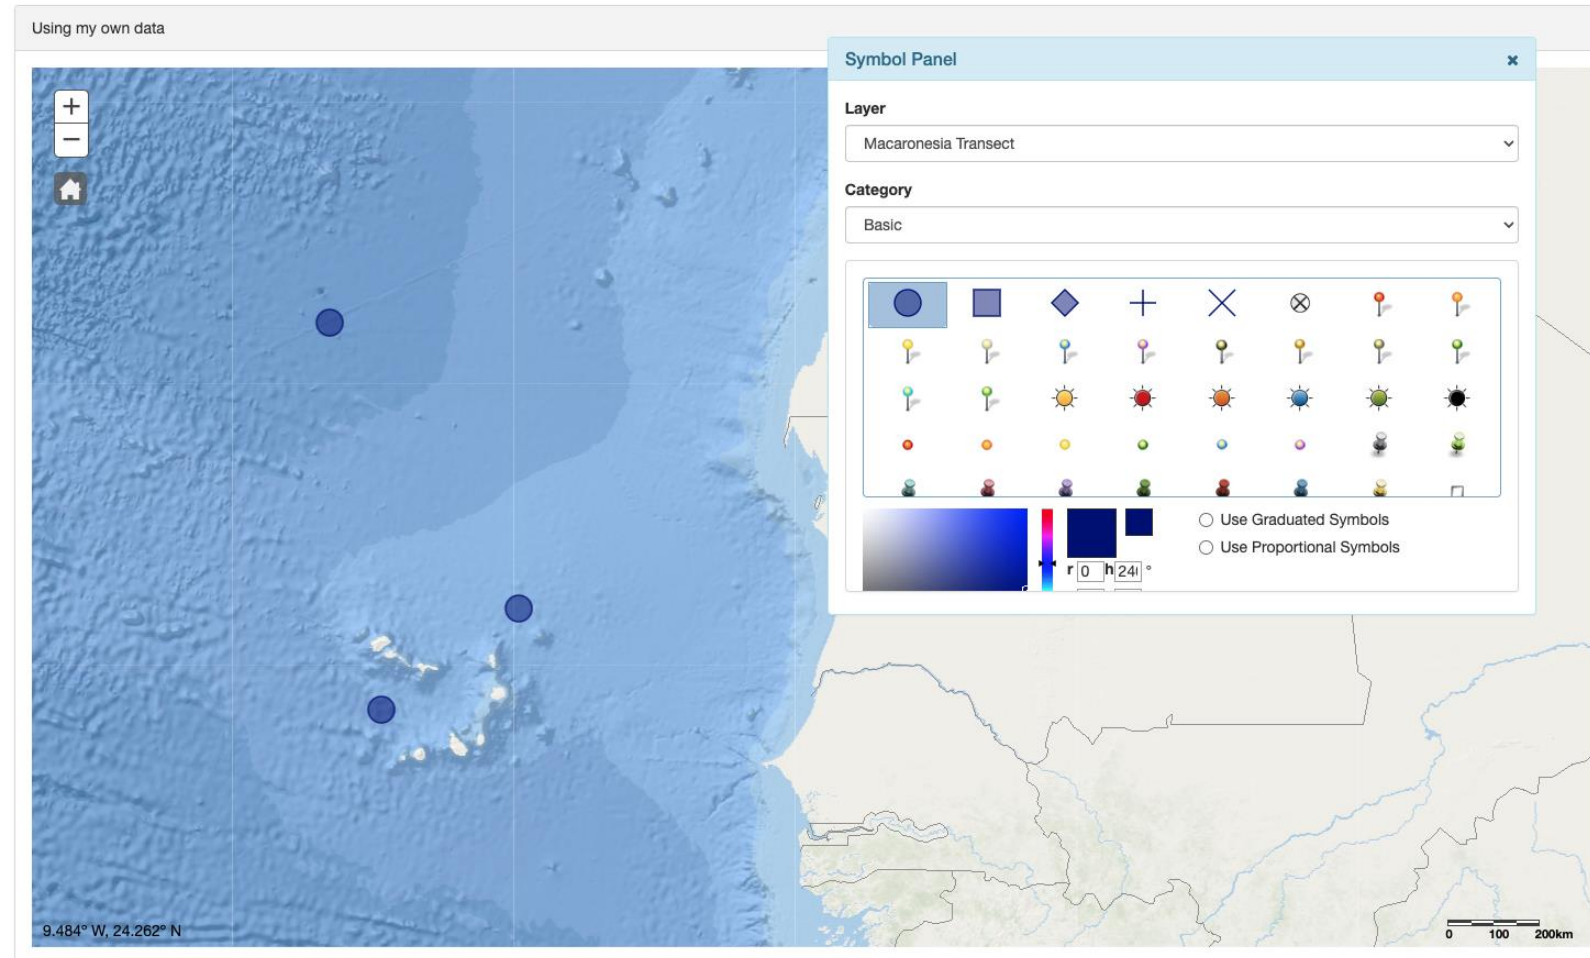 Using my own data
Symbol Panel
×
+
−
Layer
Macaronesia Transect
Category
Basic
Use Graduated Symbols
Use Proportional Symbols
r 0 h 24 °
9.484° W, 24.262° N
0 100 200km